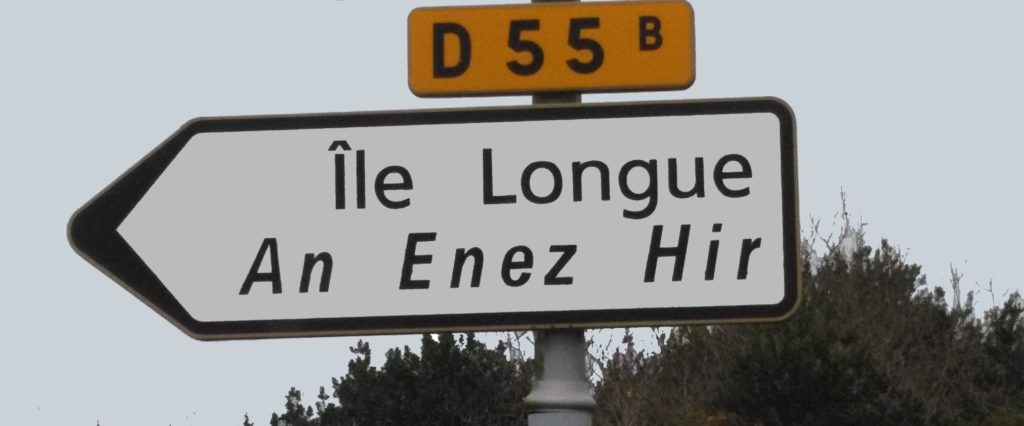 D 55 B
Île Longue
An Enez Hir